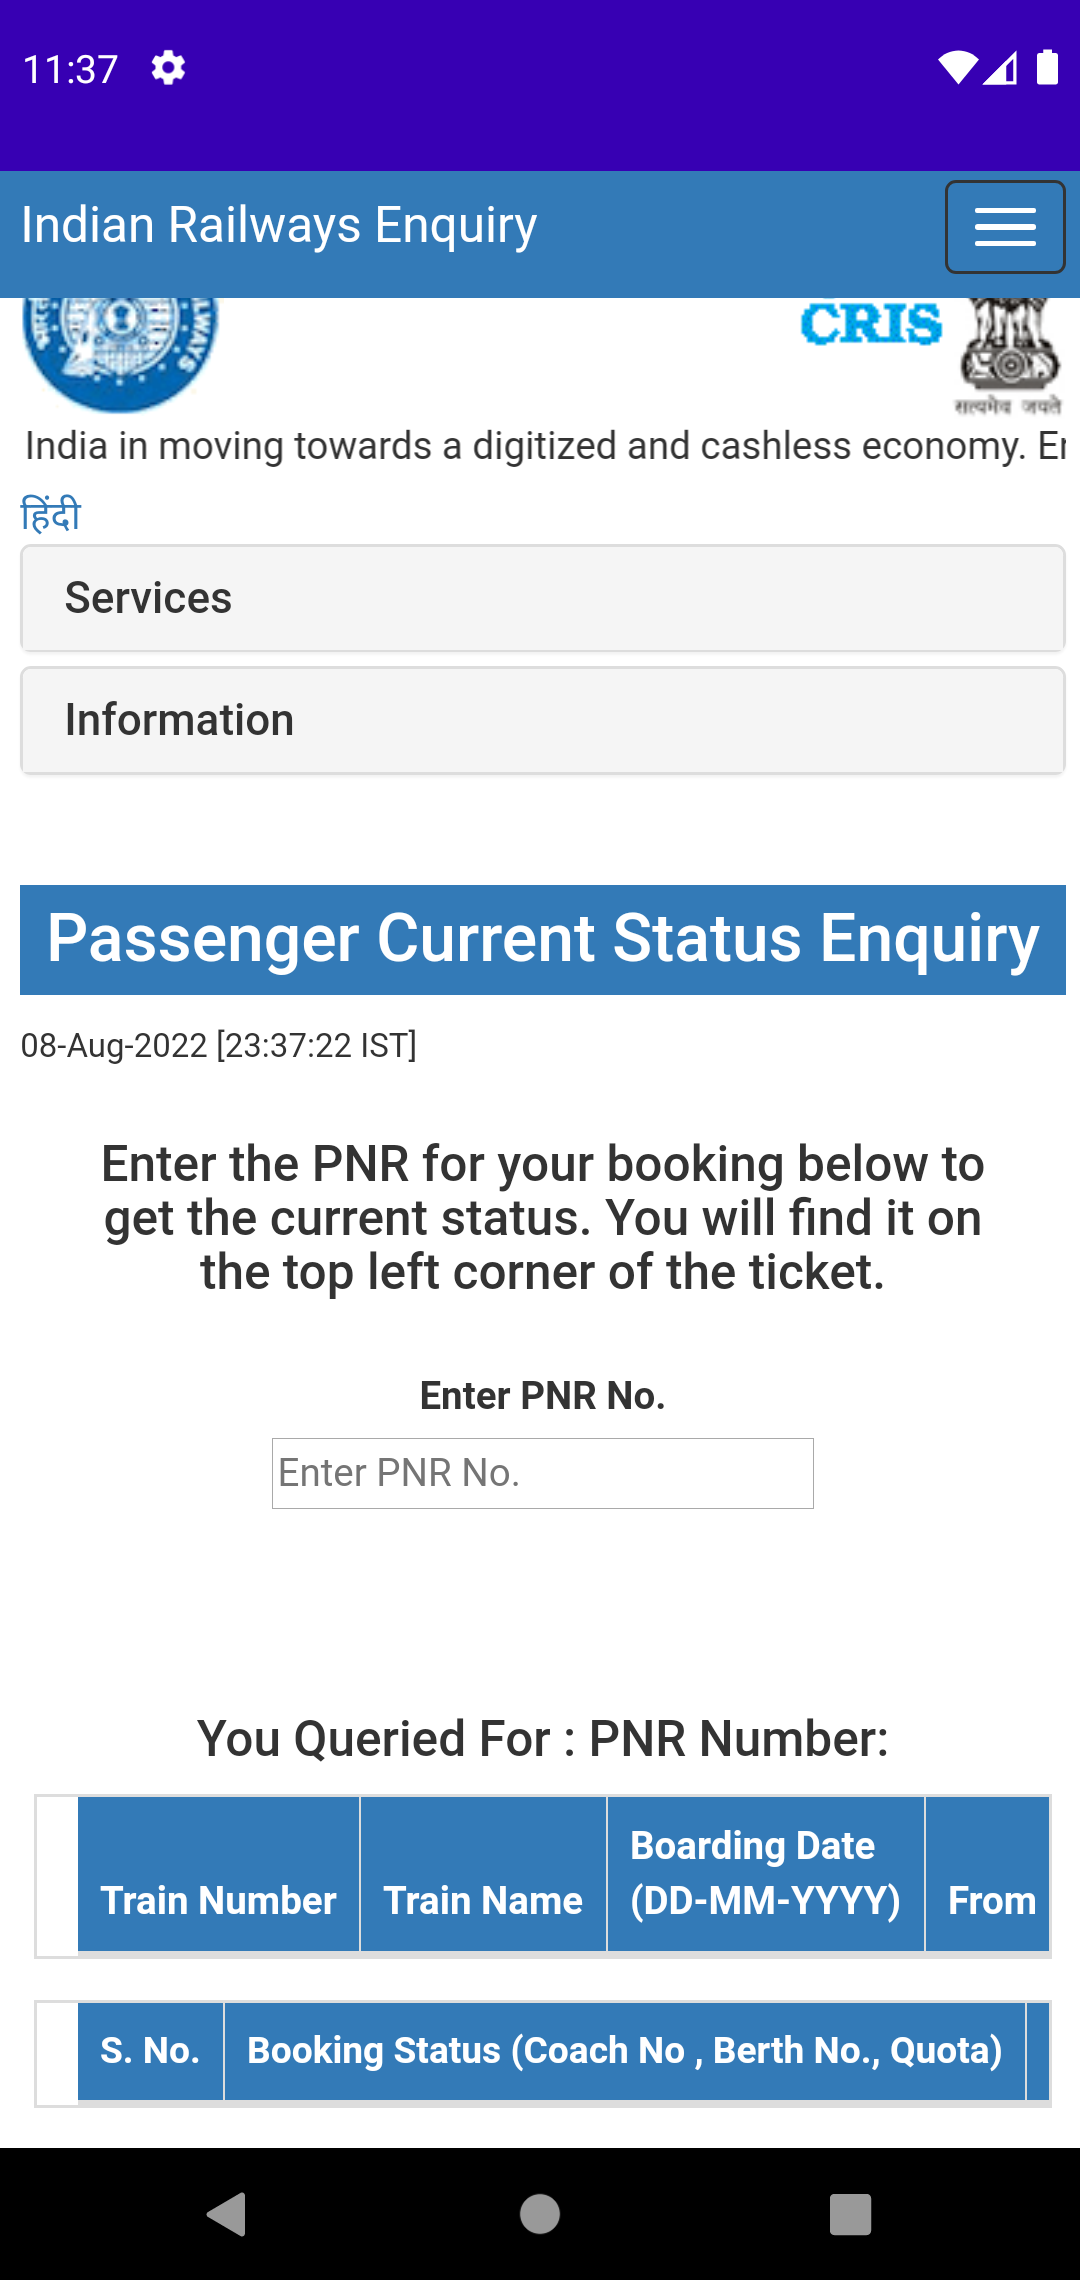 11:37
Indian Railways Enquiry
CRIS
सत्यमेव जयते
India in moving towards a digitized and cashless economy.
हिंदी
Services
Information
Passenger Current Status Enquiry
08-Aug-2022 [23:37:22 IST]
Enter the PNR for your booking below to
get the current status. You will find it on
the top left corner of the ticket.
Enter PNR No.
Enter PNR No.
You Queried For : PNR Number:
Train Number
Train Name
Boarding Date
(DD-MM-YYYY)
From
S. No.
Booking Status (Coach No , Berth No., Quota)